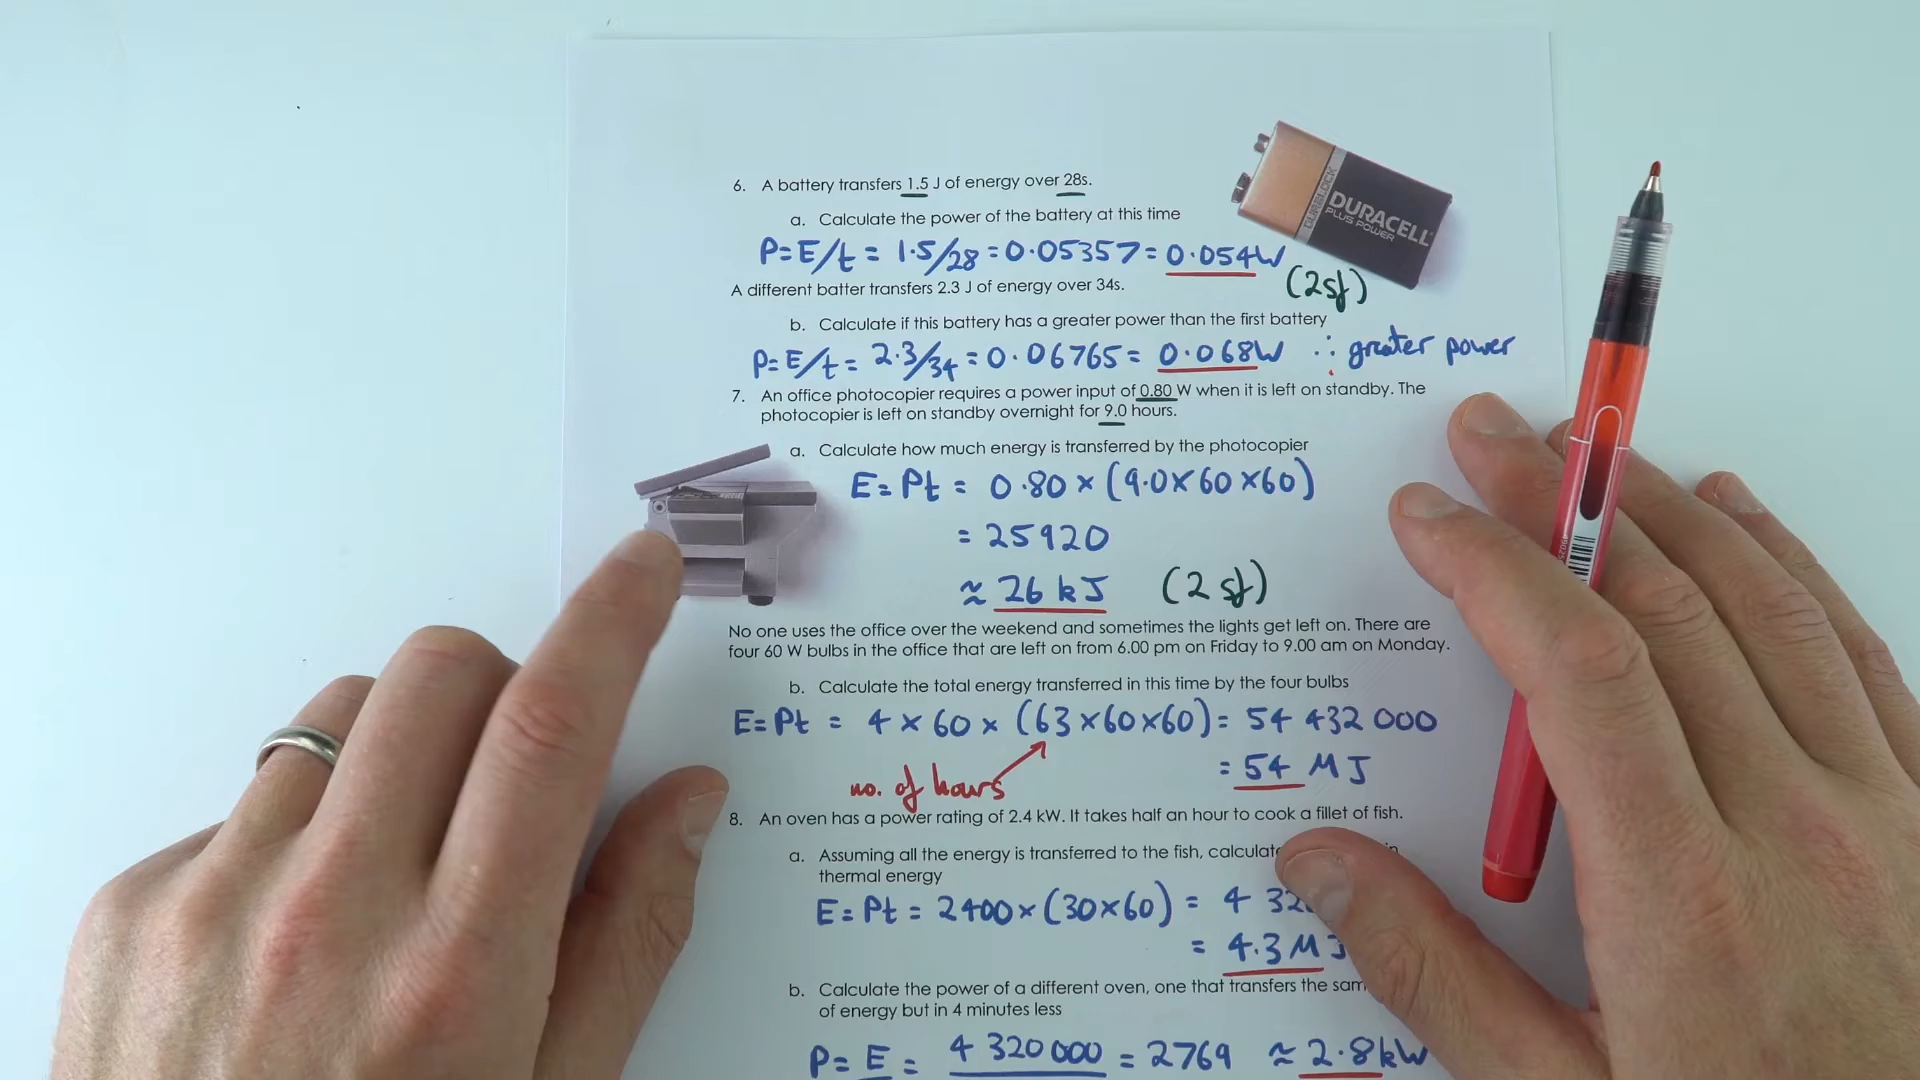 6. A battery transfers 1.5 J of energy over 28s.
a. Calculate the power of the battery at this time
P=E/t = 1.5/28 = 0.05357 = 0.054W
(2sf)
DURACELL
PLUS POWER
DURALOCK
A different batter transfers 2.3 J of energy over 34s.
b. Calculate if this battery has a greater power than the first battery
P=E/t = 2.3/34 = 0.06765 = 0.068W ∴ greater power
7. An office photocopier requires a power input of 0.80 W when it is left on standby. The
photocopier is left on standby overnight for 9.0 hours.
a. Calculate how much energy is transferred by the photocopier
E = Pt = 0.80 × (9.0×60×60)
= 25920
≈ 26 kJ (2 sf)
No one uses the office over the weekend and sometimes the lights get left on. There are
four 60 W bulbs in the office that are left on from 6.00 pm on Friday to 9.00 am on Monday.
b. Calculate the total energy transferred in this time by the four bulbs
E = Pt = 4 × 60 × (63×60×60) = 54 432 000
no. of hours
= 54 MJ
8. An oven has a power rating of 2.4 kW. It takes half an hour to cook a fillet of fish.
a. Assuming all the energy is transferred to the fish, calculate in
thermal energy
E = Pt = 2400 × (30×60) = 4 32
= 4.3 MJ
b. Calculate the power of a different oven, one that transfers the sam
of energy but in 4 minutes less
P = E = 4 320 000 = 2769 ≈ 2.8kW